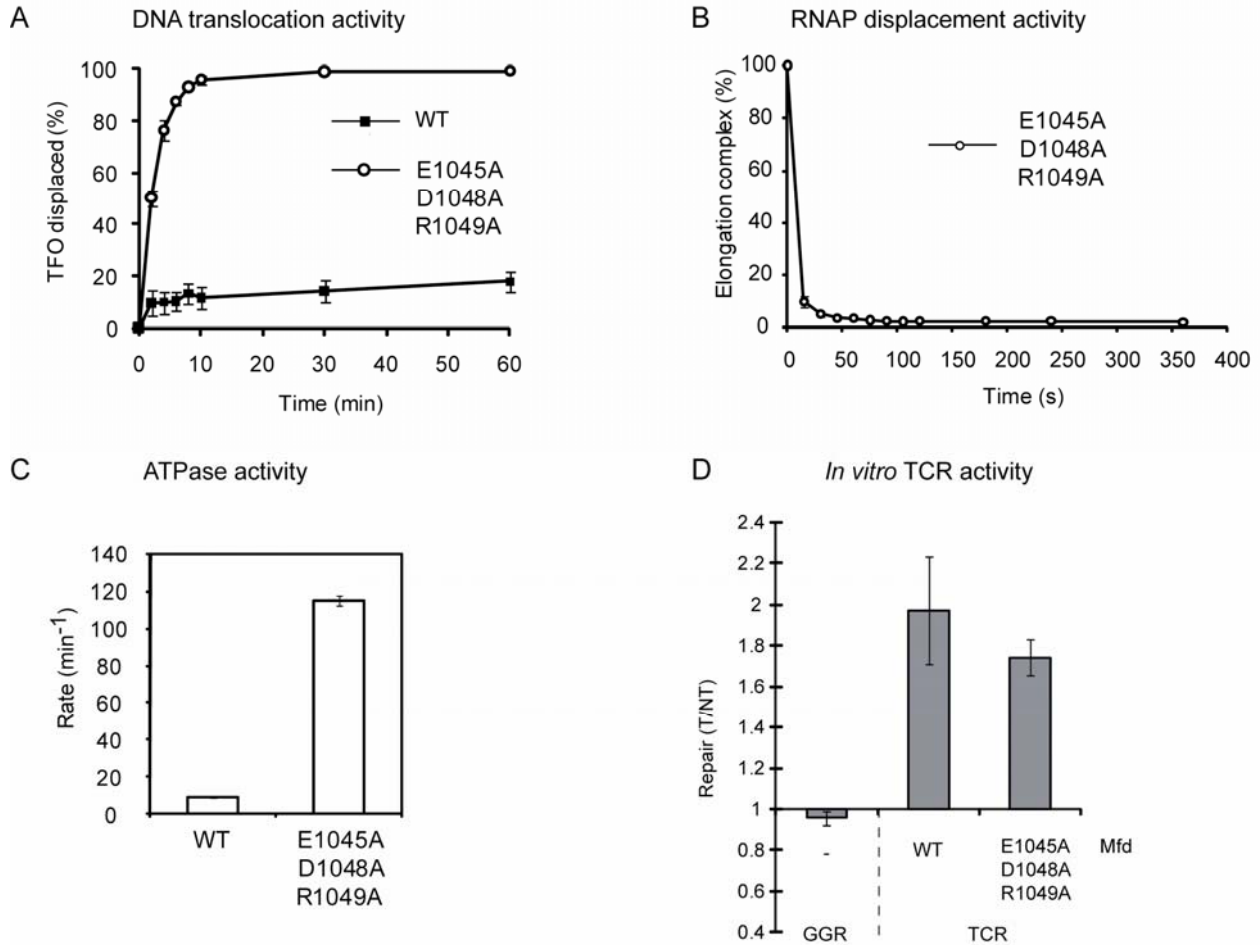 A DNA translocation activity
TFO displaced (%)
100
80
60
40
20
0
WT
E1045A
D1048A
R1049A
0 10 20 30 40 50 60
Time (min)
B RNAP displacement activity
Elongation complex (%)
100
80
60
40
20
0
E1045A
D1048A
R1049A
0 50 100 150 200 250 300 350 400
Time (s)
C ATPase activity
Rate (min-1)
140
120
100
80
60
40
20
0
WT E1045A
D1048A
R1049A
D In vitro TCR activity
Repair (T/NT)
2.4
2.2
2
1.8
1.6
1.4
1.2
1
0.8
0.6
0.4
- WT E1045A Mfd
D1048A
R1049A
GGR TCR